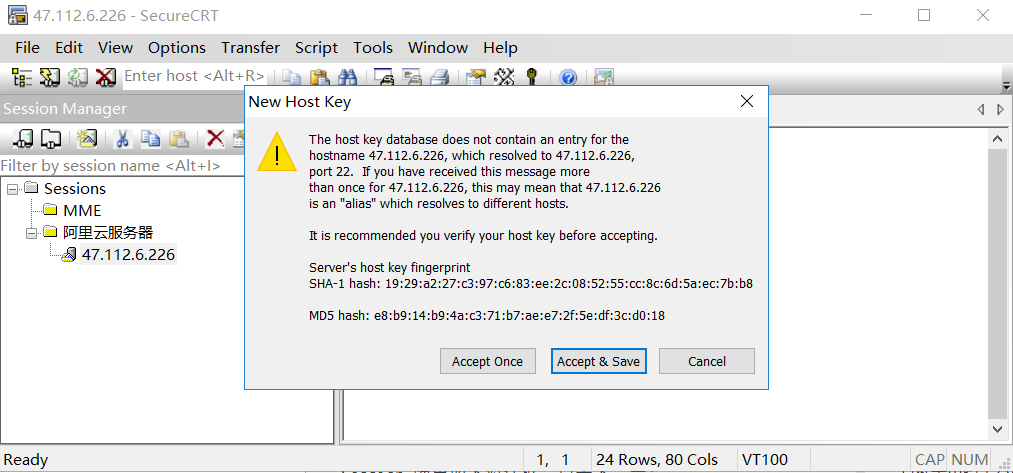 47.112.6.226 - SecureCRT
File Edit View Options Transfer Script Tools Window Help
Enter host <Alt+R>
Session Manager
New Host Key
Filter by session name <Alt+I>
Sessions
MME
阿里云服务器
47.112.6.226
The host key database does not contain an entry for the
hostname 47.112.6.226, which resolved to 47.112.6.226,
port 22. If you have received this message more
than once for 47.112.6.226, this may mean that 47.112.6.226
is an "alias" which resolves to different hosts.
It is recommended you verify your host key before accepting.
Server's host key fingerprint
SHA-1 hash: 19:29:a2:27:c3:97:c6:83:ee:2c:08:52:55:cc:8c:6d:5a:ec:7b:b8
MD5 hash: e8:b9:14:b9:4a:c3:71:b7:ae:e7:2f:5e:df:3c:d0:18
Accept Once Accept & Save Cancel
Ready 1, 1 24 Rows, 80 Cols VT100 CAP NUM